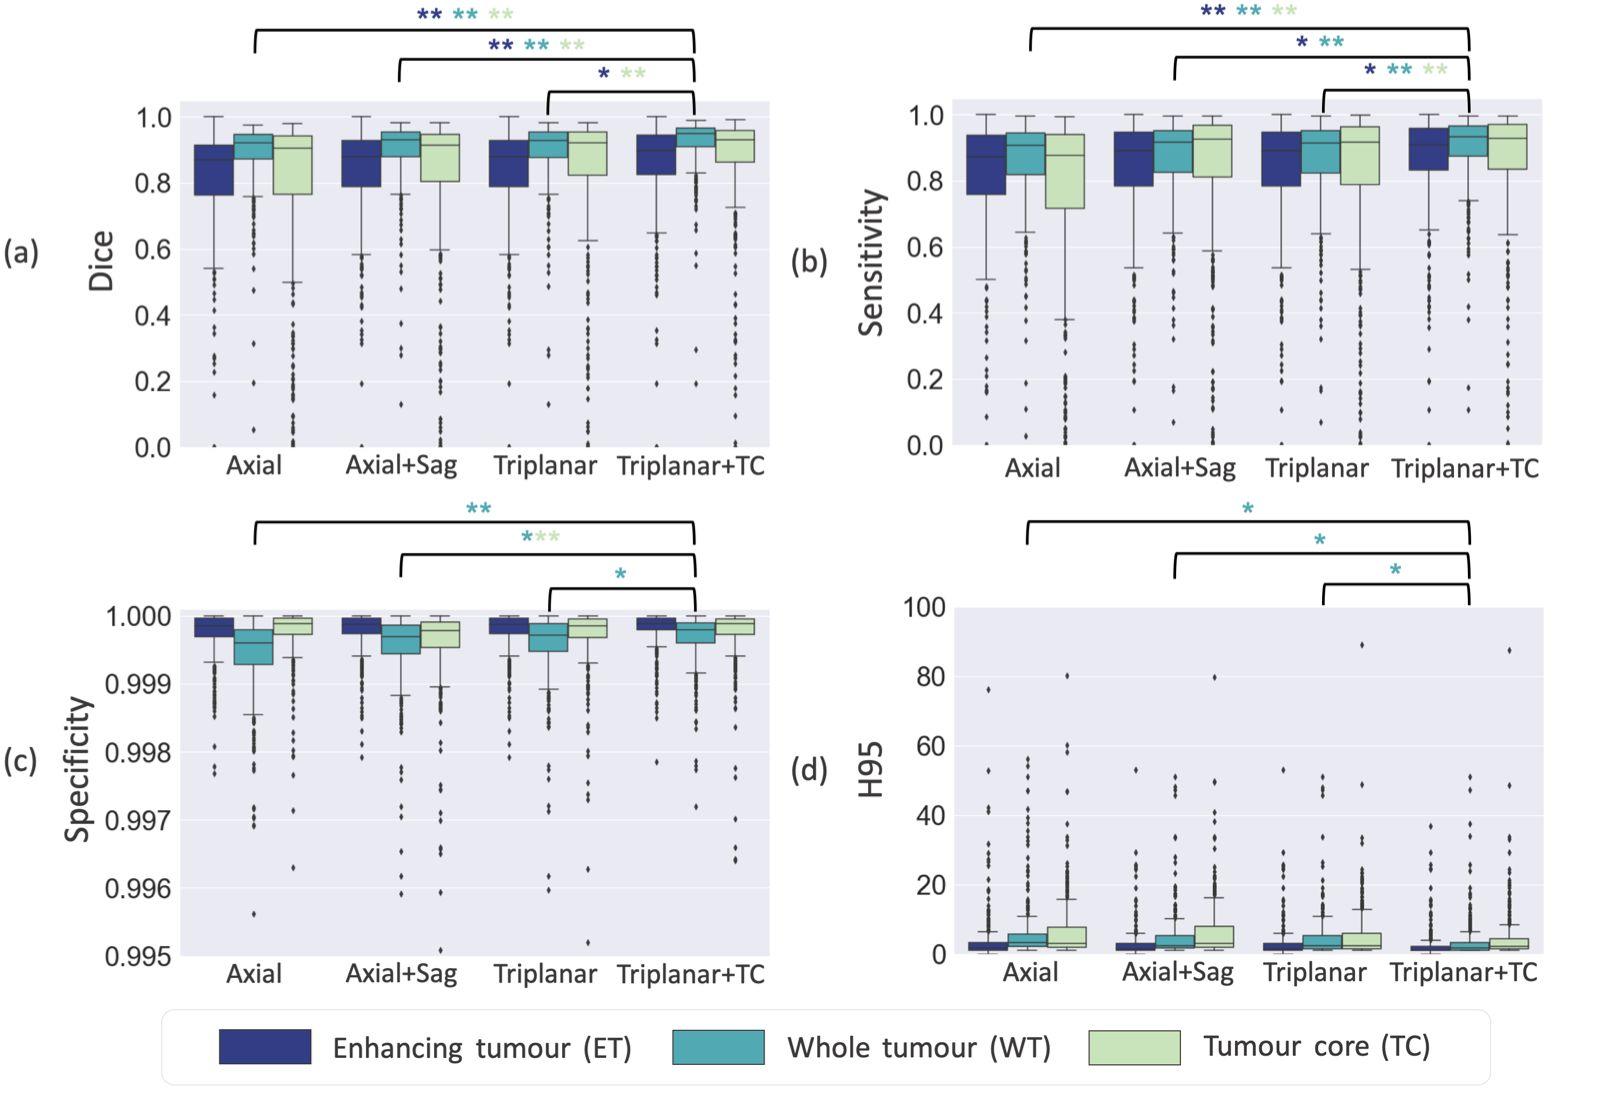 ** ** **
** ** **
* **
(a)
Dice
1.0
0.8
0.6
0.4
0.2
0.0
Axial Axial+Sag Triplanar Triplanar+TC
** ** **
* **
* ** **
(b)
Sensitivity
1.0
0.8
0.6
0.4
0.2
0.0
Axial Axial+Sag Triplanar Triplanar+TC
**
***
*
(c)
Specificity
1.000
0.999
0.998
0.997
0.996
0.995
Axial Axial+Sag Triplanar Triplanar+TC
*
*
*
(d)
H95
100
80
60
40
20
0
Axial Axial+Sag Triplanar Triplanar+TC
Enhancing tumour (ET) Whole tumour (WT) Tumour core (TC)